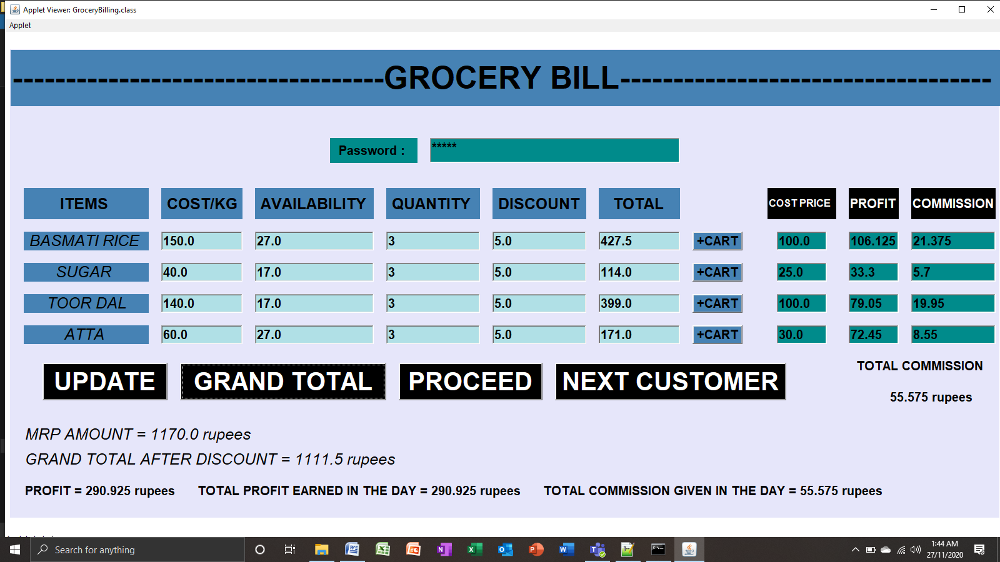 Applet Viewer: GroceryBilling.class
Applet
-----------------------------------GROCERY BILL-----------------------------------
Password : *****
ITEMS COST/KG AVAILABILITY QUANTITY DISCOUNT TOTAL COST PRICE PROFIT COMMISSION
BASMATI RICE 150.0 27.0 3 5.0 427.5 +CART 100.0 106.125 21.375
SUGAR 40.0 17.0 3 5.0 114.0 +CART 25.0 33.3 5.7
TOOR DAL 140.0 17.0 3 5.0 399.0 +CART 100.0 79.05 19.95
ATTA 60.0 27.0 3 5.0 171.0 +CART 30.0 72.45 8.55
UPDATE GRAND TOTAL PROCEED NEXT CUSTOMER TOTAL COMMISSION
55.575 rupees
MRP AMOUNT = 1170.0 rupees
GRAND TOTAL AFTER DISCOUNT = 1111.5 rupees
PROFIT = 290.925 rupees TOTAL PROFIT EARNED IN THE DAY = 290.925 rupees TOTAL COMMISSION GIVEN IN THE DAY = 55.575 rupees
Search for anything
1:44 AM
27/11/2020